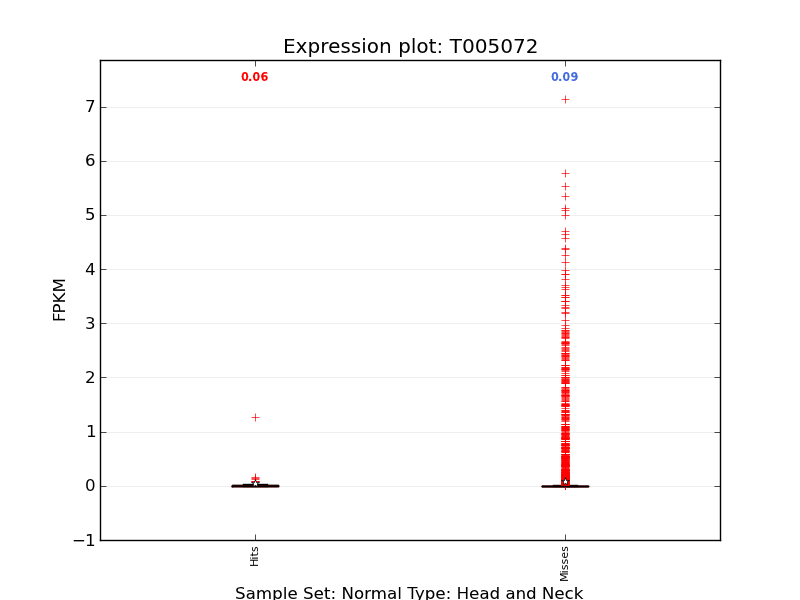 Expression plot: T005072
0.06 0.09
7
6
5
4
3
2
1
0
−1
FPKM
Hits
Misses
Sample Set: Normal Type: Head and Neck